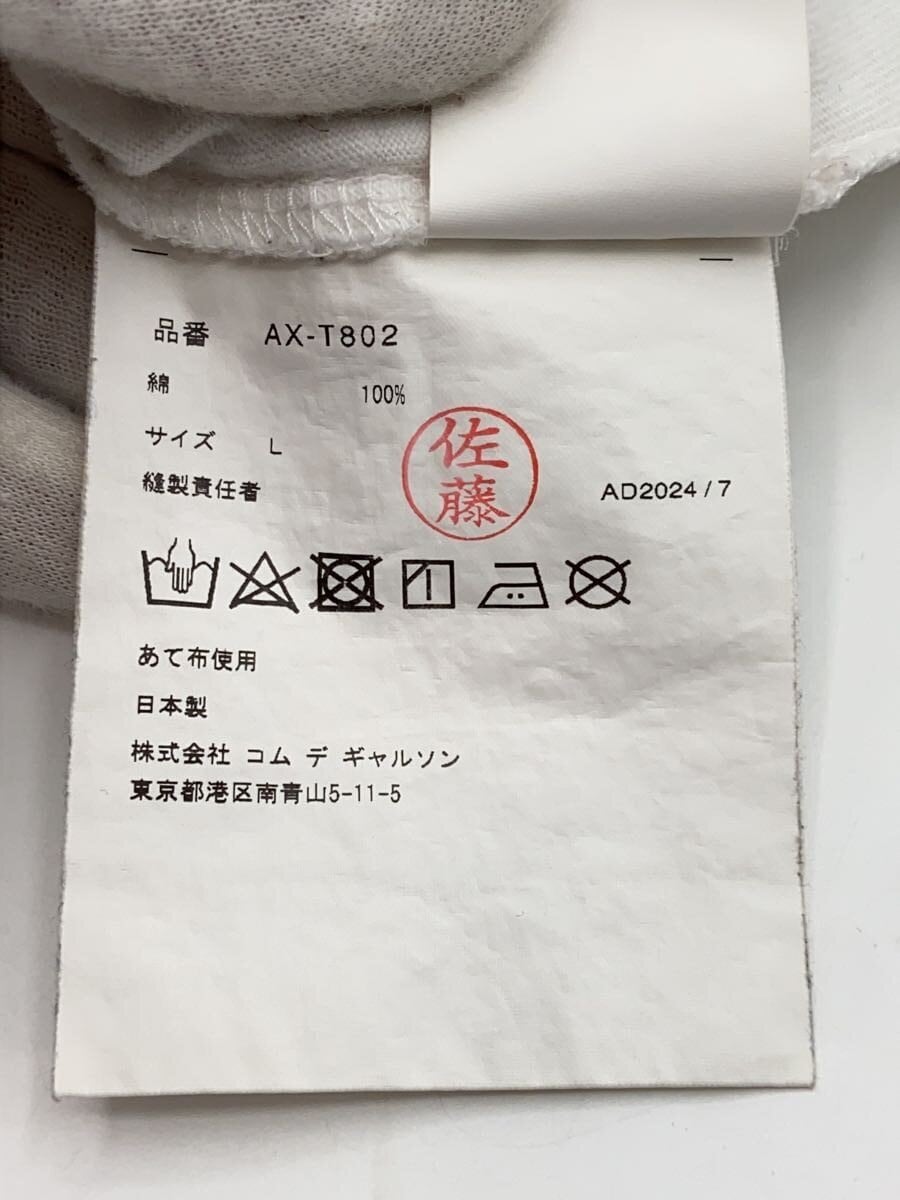 品番 AX-T802
綿 100%
サイズ L
縫製責任者 佐藤 AD2024/7
あて布使用
日本製
株式会社 コム デ ギャルソン
東京都港区南青山5-11-5